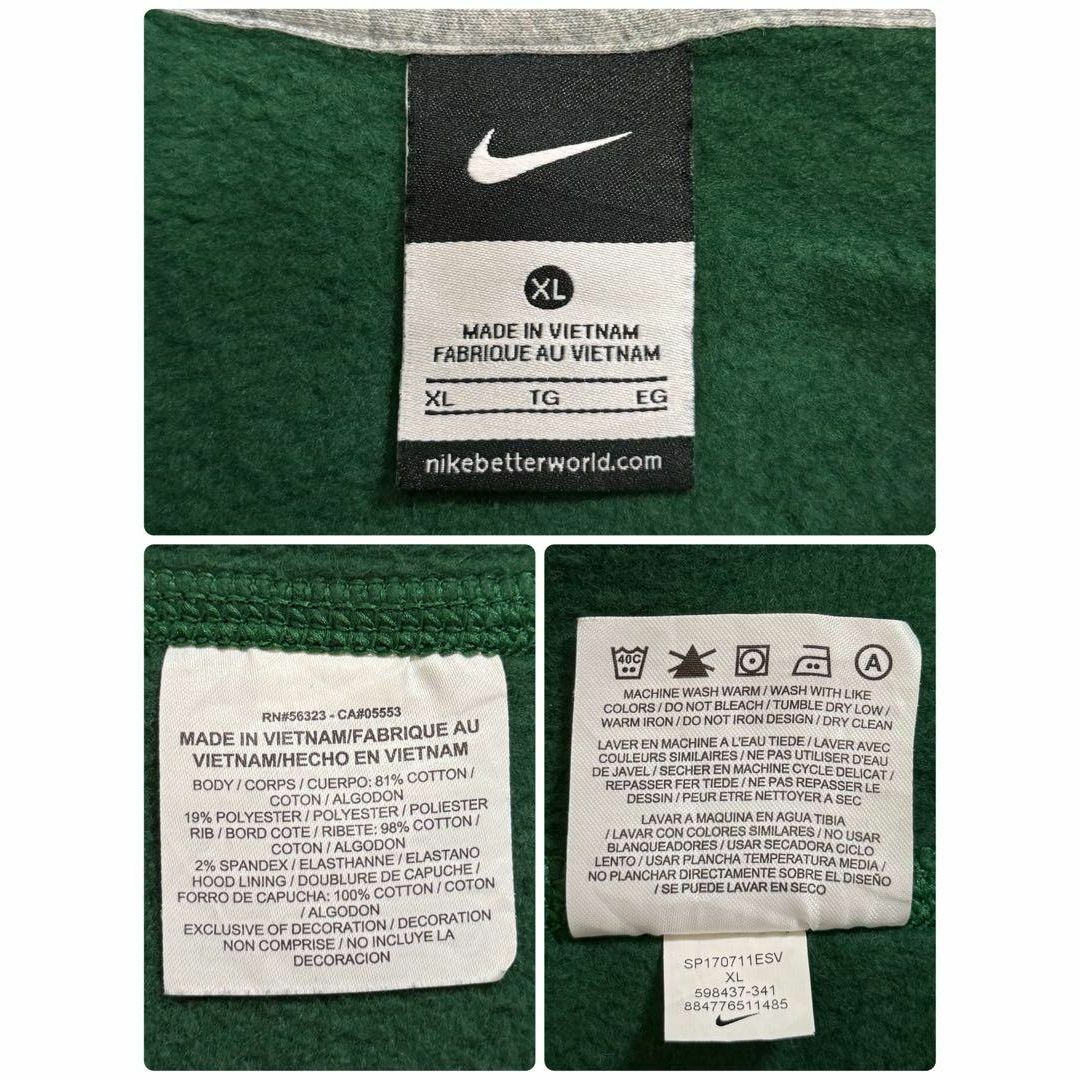 XL
MADE IN VIETNAM
FABRIQUE AU VIETNAM
XL TG EG
nikebetterworld.com
RN#56323 - CA#05553
MADE IN VIETNAM/FABRIQUE AU
VIETNAM/HECHO EN VIETNAM
BODY / CORPS / CUERPO: 81% COTTON /
COTON / ALGODON
19% POLYESTER / POLYESTER / POLIESTER
RIB / BORD COTE / RIBETE: 98% COTTON /
COTON / ALGODON
2% SPANDEX / ELASTHANNE / ELASTANO
HOOD LINING / DOUBLURE DE CAPUCHE /
FORRO DE CAPUCHA: 100% COTTON / COTON
/ ALGODON
EXCLUSIVE OF DECORATION / DECORATION
NON COMPRISE / NO INCLUYE LA
DECORACION
40C
A
MACHINE WASH WARM / WASH WITH LIKE
COLORS / DO NOT BLEACH / TUMBLE DRY LOW /
WARM IRON / DO NOT IRON DESIGN / DRY CLEAN
LAVER EN MACHINE A L'EAU TIEDE / LAVER AVEC
COULEURS SIMILAIRES / NE PAS UTILISER D'EAU
DE JAVEL / SECHER EN MACHINE CYCLE DELICAT /
REPASSER FER TIEDE / NE PAS REPASSER LE
DESSIN / PEUR ETRE NETTOYER A SEC
LAVAR A MAQUINA EN AGUA TIBIA
/ LAVAR CON COLORES SIMILARES / NO USAR
BLANQUEADORES / USAR SECADORA CICLO
LENTO / USAR PLANCHA TEMPERATURA MEDIA /
NO PLANCHAR DIRECTAMENTE SOBRE EL DISEÑO
/ SE PUEDE LAVAR EN SECO
SP170711ESV
XL
598437-341
884776511485